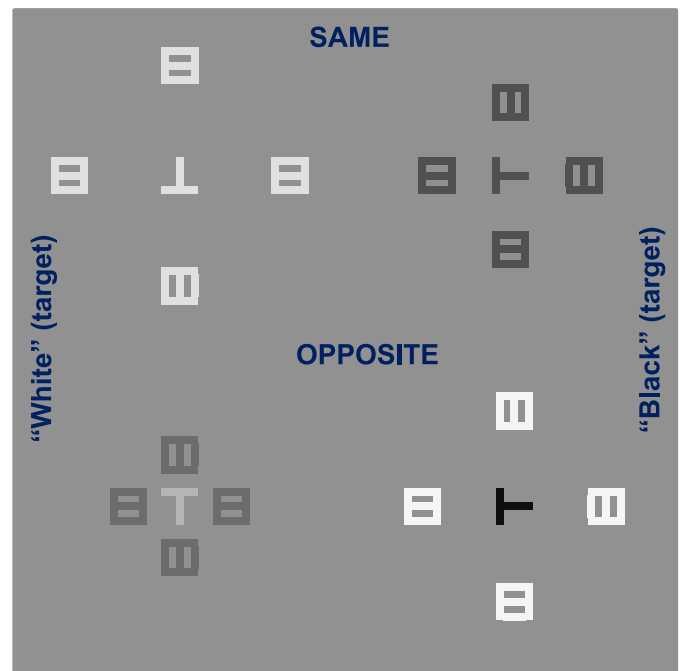 SAME
“White” (target)
“Black” (target)
OPPOSITE